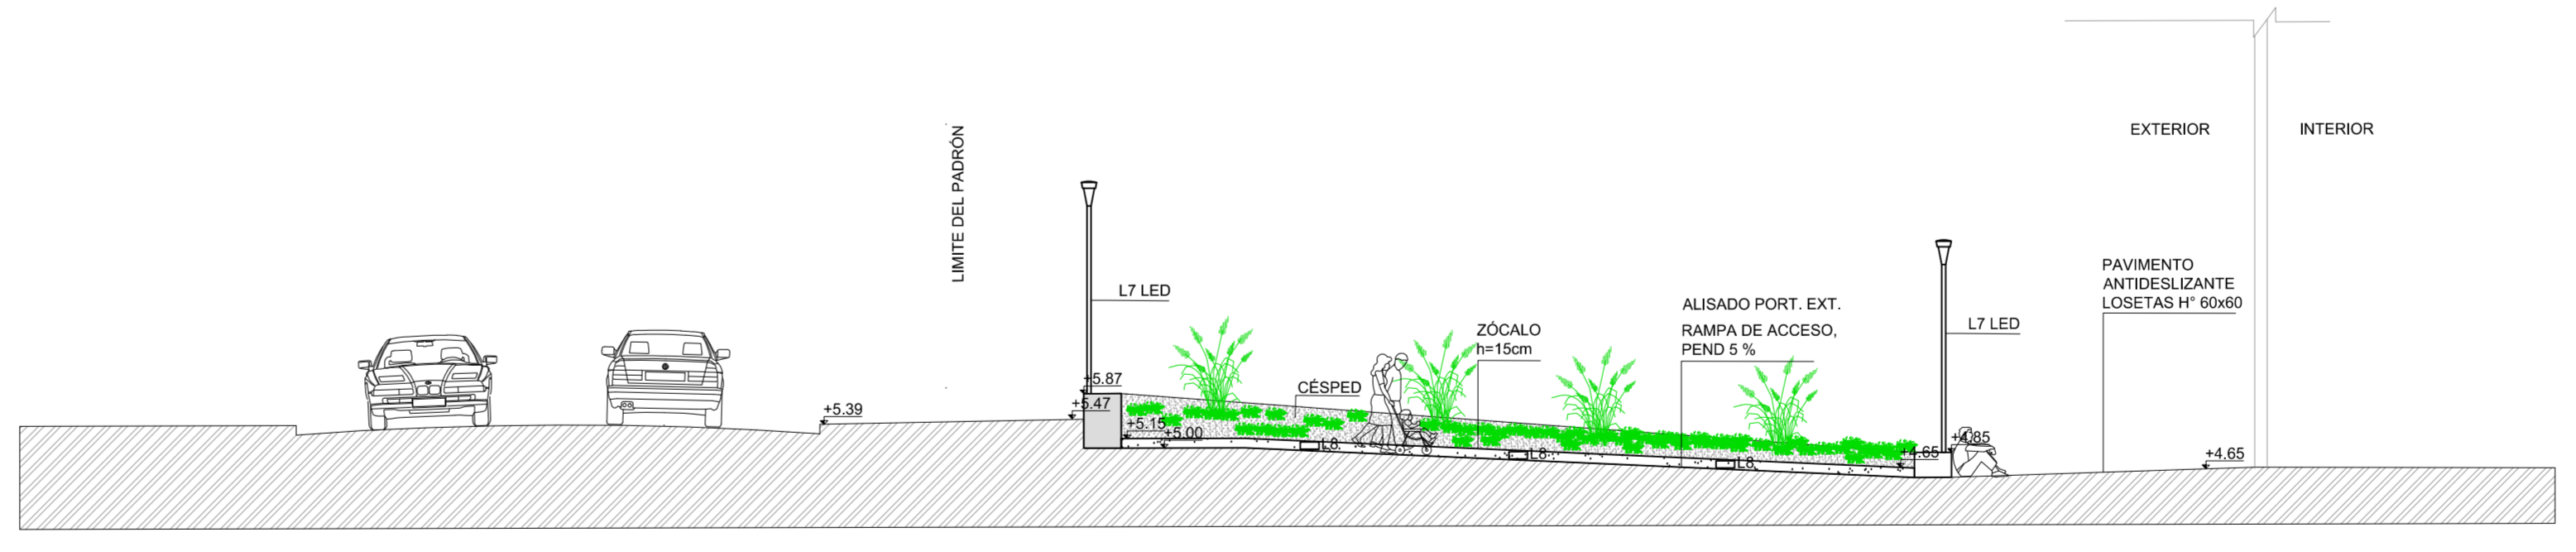 LIMITE DEL PADRÓN
EXTERIOR
INTERIOR
L7 LED
PAVIMENTO
ANTIDESLIZANTE
LOSETAS H° 60x60
ALISADO PORT. EXT.
RAMPA DE ACCESO,
PEND 5 %
ZÓCALO
h=15cm
L7 LED
CÉSPED
+5.87
+5.47
+5.39
+5.15
+5.00
L8
L8
L8
+4.65
+4.85
+4.65